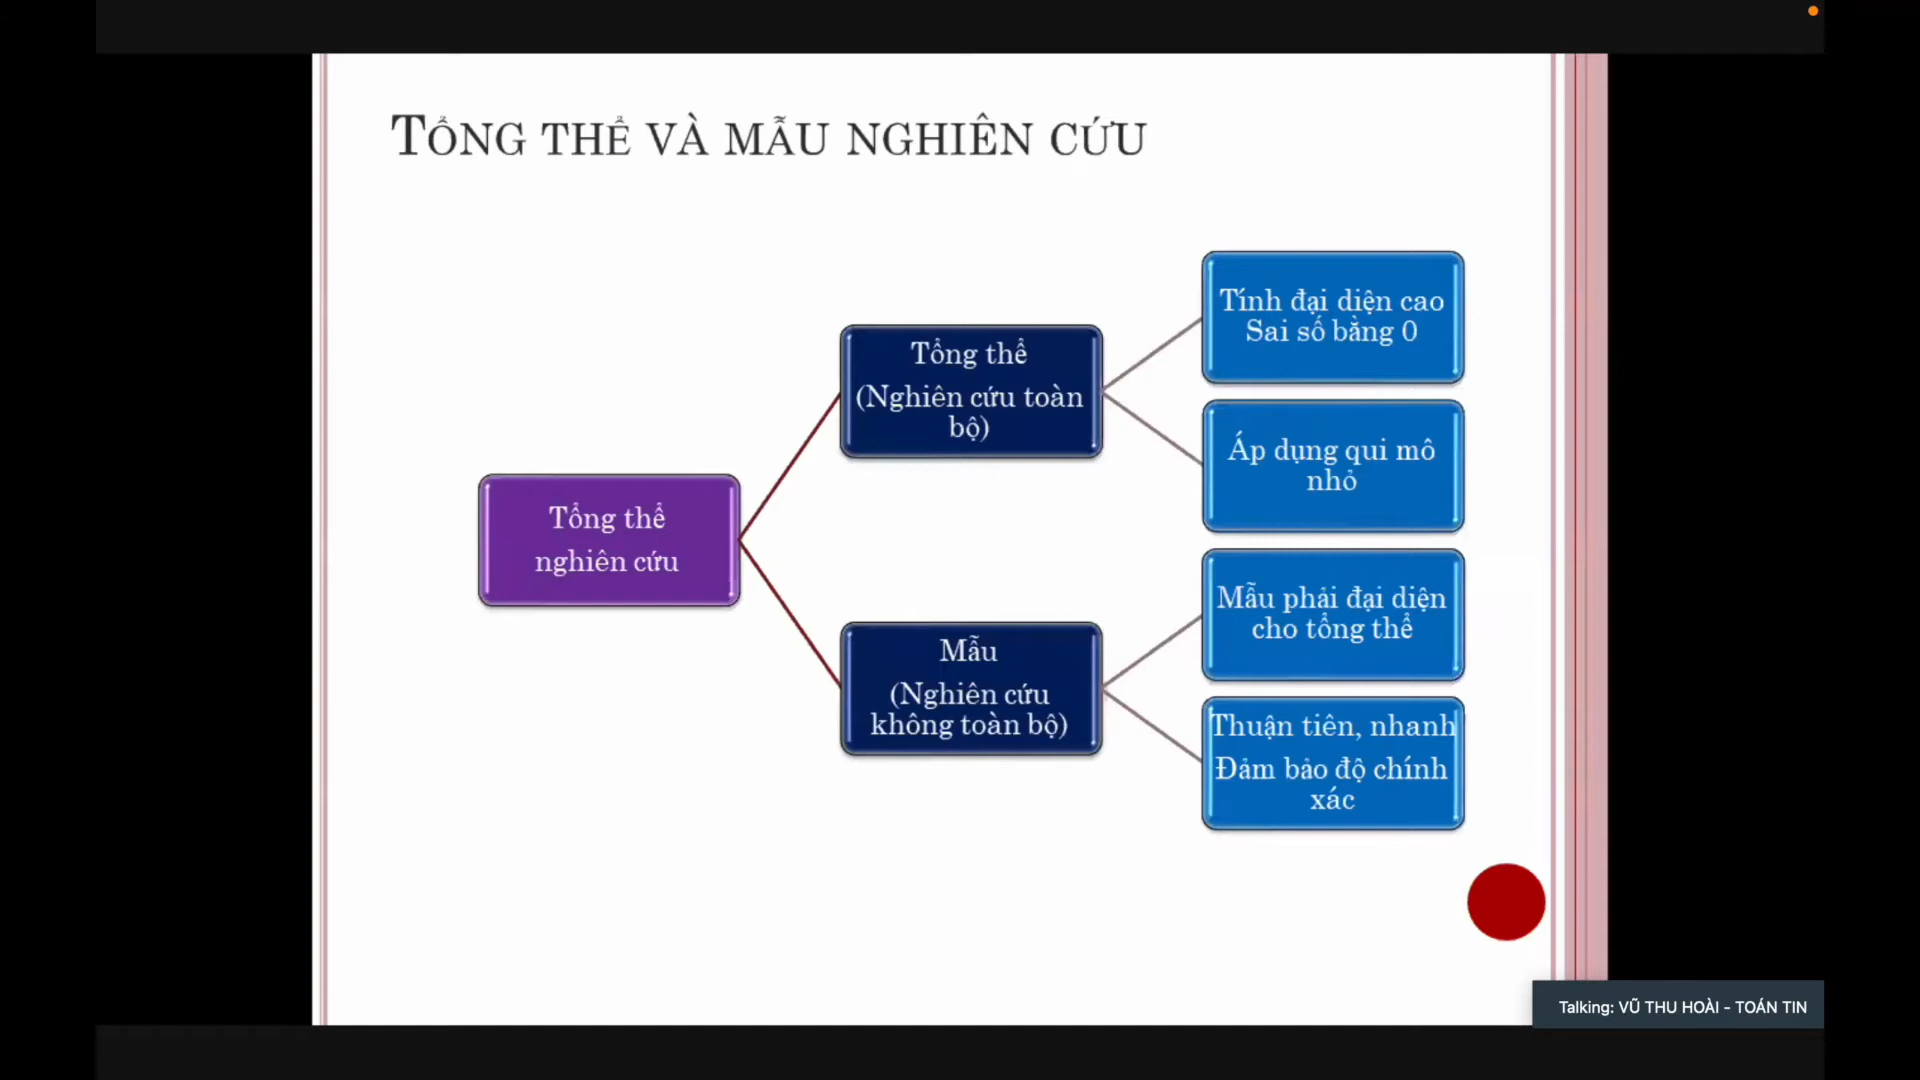 TỔNG THỂ VÀ MẪU NGHIÊN CỨU
Tổng thể
nghiên cứu
Tổng thể
(Nghiên cứu toàn
bộ)
Tính đại diện cao
Sai số bằng 0
Áp dụng qui mô
nhỏ
Mẫu
(Nghiên cứu
không toàn bộ)
Mẫu phải đại diện
cho tổng thể
Thuận tiên, nhanh
Đảm bảo độ chính
xác
Talking: VŨ THU HOÀI - TOÁN TIN